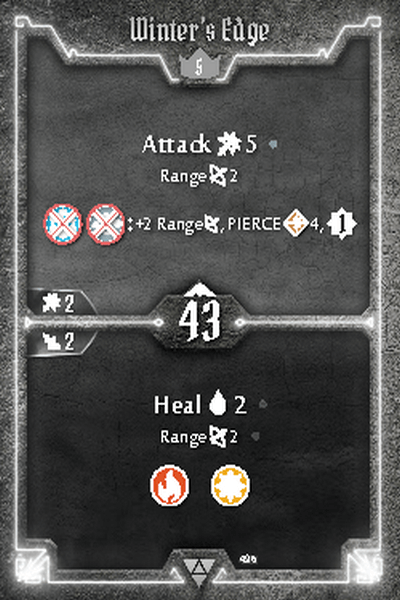 Winter's Edge
5
Attack 5
Range 2
: +2 Range, PIERCE 4, 1
2
43
2
Heal 2
Range 2